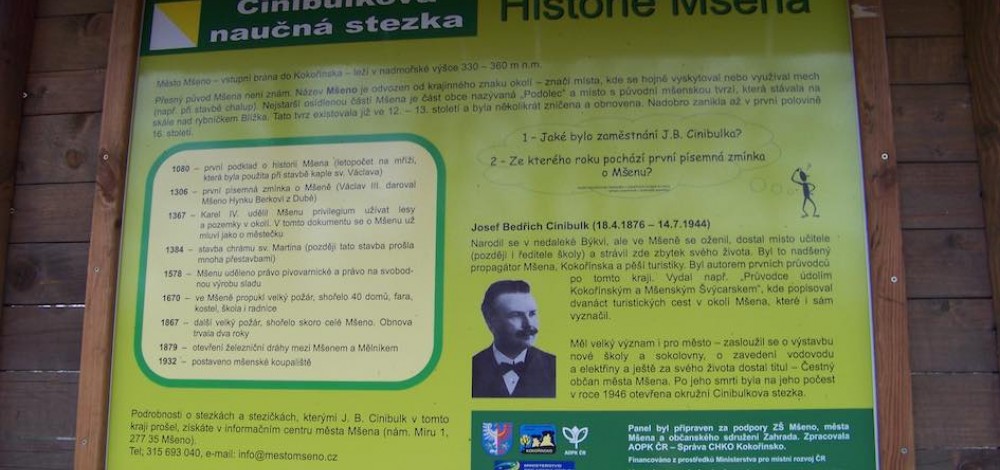 Cinibulkova
naučná stezka
Historie Mšena
Město Mšeno – vstupní brána do Kokořínska – leží v nadmořské výšce 330 – 360 m n.m.
Přesný původ Mšena není znám. Název Mšeno je odvozen od krajinného znaku okolí – značí místa, kde se hojně vyskytoval nebo využíval mech
(např. při stavbě chalup). Nejstarší osídlenou částí Mšena je část obce nazývaná „Podolec“ a místo s původní mšenskou tvrzí, která stávala na
skále nad rybníčkem Blížka. Tato tvrz existovala již ve 12. – 13. století a byla několikrát zničena a obnovena. Nadobro zanikla až v první polovině
16. století.
1080 – první podklad o historii Mšena (letopočet na mříži,
která byla použita při stavbě kaple sv. Václava)
1306 – první písemná zmínka o Mšeně (Václav III. daroval
Mšeno Hynku Berkovi z Dubé)
1367 – Karel IV. udělil Mšenu privilegium užívat lesy
a pozemky v okolí. V tomto dokumentu se o Mšenu už
mluví jako o městečku
1384 – stavba chrámu sv. Martina (později tato stavba prošla
mnoha přestavbami)
1578 – Mšenu uděleno právo pivovarnické a právo na svobod-
nou výrobu sladu
1670 – ve Mšeně propukl velký požár, shořelo 40 domů, fara,
kostel, škola i radnice
1867 – další velký požár, shořelo skoro celé Mšeno. Obnova
trvala dva roky
1879 – otevření železniční dráhy mezi Mšenem a Mělníkem
1932 – postaveno mšenské koupaliště
Podrobnosti o stezkách a stezičkách, kterými J. B. Cinibulk v tomto
kraji prošel, získáte v informačním centru města Mšena (nám. Míru 1,
277 35 Mšeno).
Tel; 315 693 040, e-mail: info@mestomseno.cz
1 - Jaké bylo zaměstnání J.B. Cinibulka?
2 - Ze kterého roku pochází první písemná zmínka
o Mšenu?
Josef Bedřich Cinibulk (18.4.1876 – 14.7.1944)
Narodil se v nedaleké Býkvi, ale ve Mšeně se oženil, dostal místo učitele
(později i ředitele školy) a strávil zde zbytek svého života. Byl to nadšený
propagátor Mšena, Kokořínska a pěší turistiky. Byl autorem prvních průvodců
po tomto kraji. Vydal např. „Průvodce údolím
Kokořínským a Mšenským Švýcarskem“, kde popisoval
dvanáct turistických cest v okolí Mšena, které i sám
vyznačil.
Měl velký význam i pro město – zasloužil se o výstavbu
nové školy a sokolovny, o zavedení vodovodu
a elektřiny a ještě za svého života dostal titul – Čestný
občan města Mšena. Po jeho smrti byla na jeho počest
v roce 1946 otevřena okružní Cinibulkova stezka.
KOKOŘÍNSKO
AOPK ČR
MINISTERSTVO
Panel byl připraven za podpory ZŠ Mšeno, města
Mšena a občanského sdružení Zahrada. Zpracovala
AOPK ČR – Správa CHKO Kokořínsko.
Financováno z prostředků Ministerstva pro místní rozvoj ČR